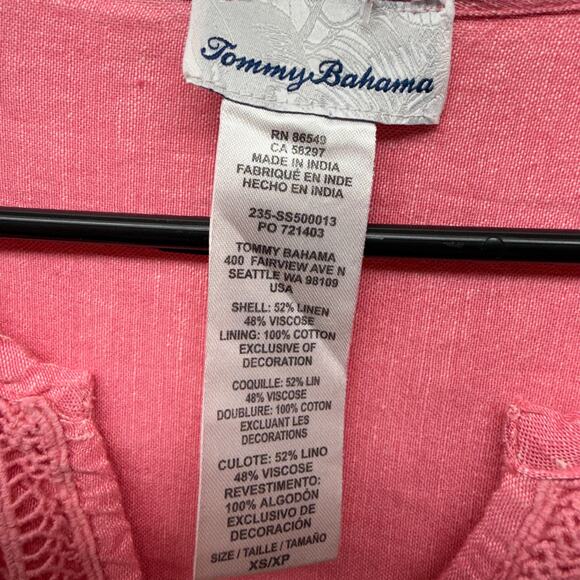 Tommy Bahama
RN 86549
CA 58297
MADE IN INDIA
FABRIQUÉ EN INDE
HECHO EN INDIA
235-SS500013
PO 721403
TOMMY BAHAMA
400 FAIRVIEW AVE N
SEATTLE WA 98109
USA
SHELL: 52% LINEN
48% VISCOSE
LINING: 100% COTTON
EXCLUSIVE OF
DECORATION
COQUILLE: 52% LIN
48% VISCOSE
DOUBLURE: 100% COTON
EXCLUANT LES
DECORATIONS
CULOTE: 52% LINO
48% VISCOSE
REVESTIMENTO:
100% ALGODÓN
EXCLUSIVO DE
DECORACIÓN
SIZE / TAILLE / TAMAÑO
XS/XP